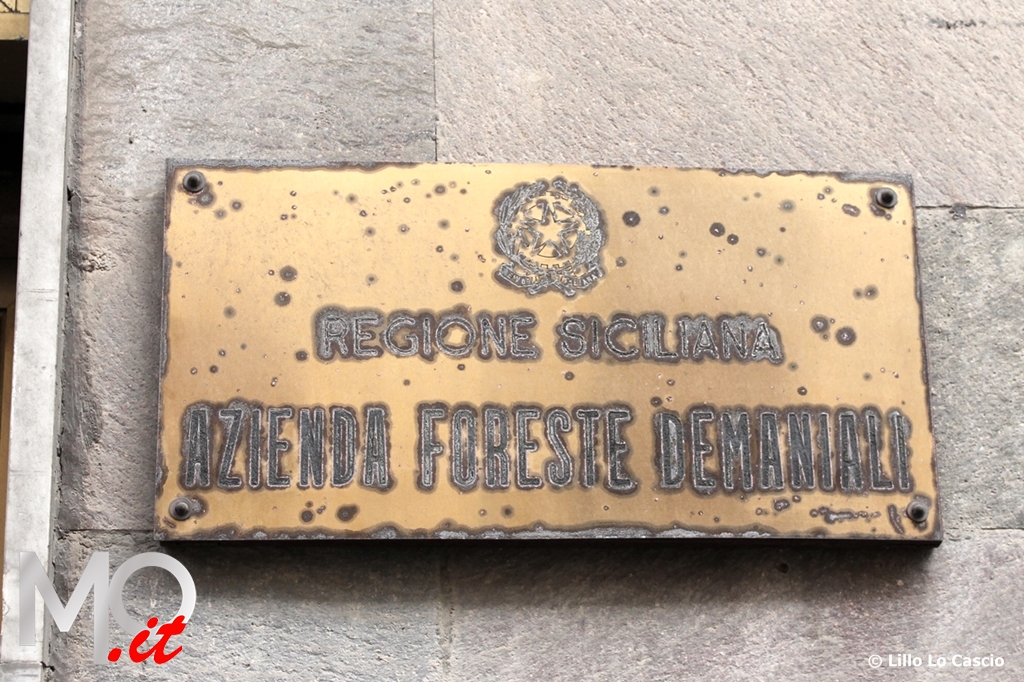 REGIONE SICILIANA
AZIENDA FORESTE DEMANIALI
MO.it
© Lillo Lo Cascio